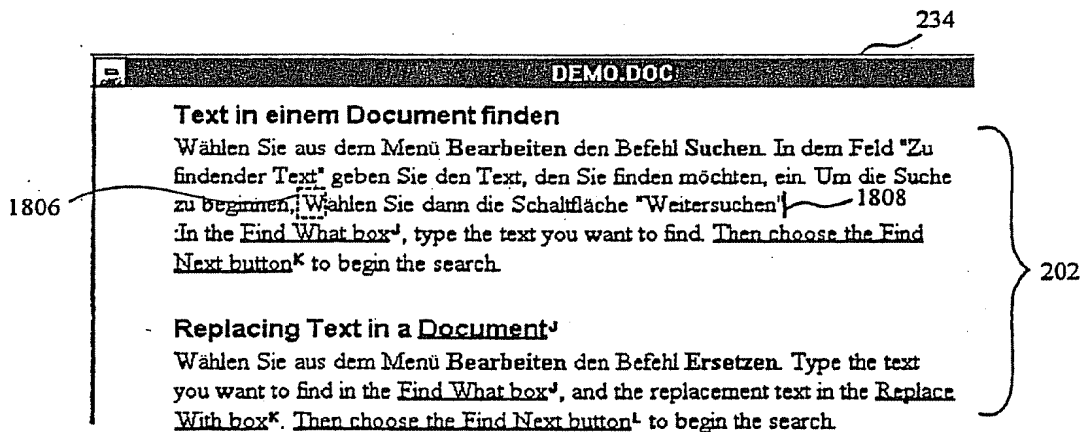 234
DEMO.DOC
Text in einem Document finden
Wählen Sie aus dem Menü Bearbeiten den Befehl Suchen. In dem Feld "Zu
findender Text" geben Sie den Text, den Sie finden möchten, ein. Um die Suche
1806
zu beginnen, Wahlen Sie dann die Schaltfläche "Weitersuchen"
1808
:In the Find What boxᴶ, type the text you want to find. Then choose the Find
Next buttonᴷ to begin the search.
202
Replacing Text in a Documentᴶ
Wählen Sie aus dem Menü Bearbeiten den Befehl Ersetzen. Type the text
you want to find in the Find What boxᴶ, and the replacement text in the Replace
With boxᴷ. Then choose the Find Next buttonᴸ to begin the search.